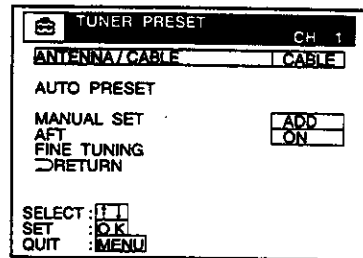 TUNER PRESET
CH 1
ANTENNA/CABLE CABLE
AUTO PRESET
MANUAL SET ADD
AFT ON
FINE TUNING
⊃RETURN
SELECT : ↑ ↓
SET : OK
QUIT : MENU